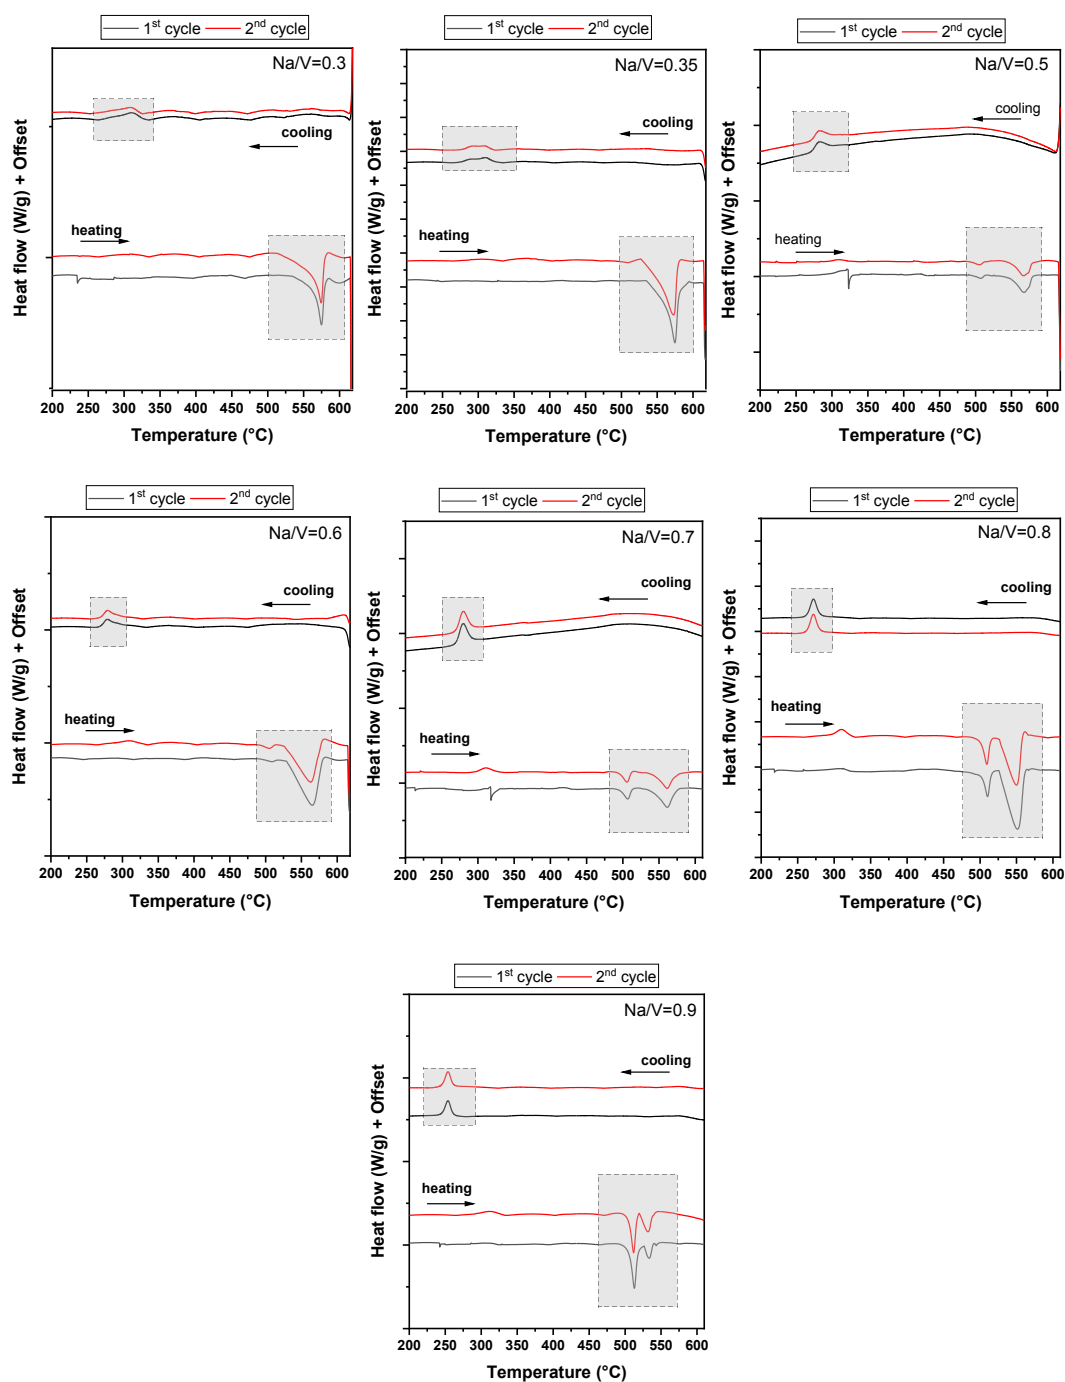 1st cycle 2nd cycle
Na/V=0.3
cooling
heating
Heat flow (W/g) + Offset
200 250 300 350 400 450 500 550 600
Temperature (°C)
1st cycle 2nd cycle
Na/V=0.35
cooling
heating
Heat flow (W/g) + Offset
200 250 300 350 400 450 500 550 600
Temperature (°C)
1st cycle 2nd cycle
Na/V=0.5
cooling
heating
Heat flow (W/g) + Offset
200 250 300 350 400 450 500 550 600
Temperature (°C)
1st cycle 2nd cycle
Na/V=0.6
cooling
heating
Heat flow (W/g) + Offset
200 250 300 350 400 450 500 550 600
Temperature (°C)
1st cycle 2nd cycle
Na/V=0.7
cooling
heating
Heat flow (W/g) + Offset
200 250 300 350 400 450 500 550 600
Temperature (°C)
1st cycle 2nd cycle
Na/V=0.8
cooling
heating
Heat flow (W/g) + Offset
200 250 300 350 400 450 500 550 600
Temperature (°C)
1st cycle 2nd cycle
Na/V=0.9
cooling
heating
Heat flow (W/g) + Offset
200 250 300 350 400 450 500 550 600
Temperature (°C)